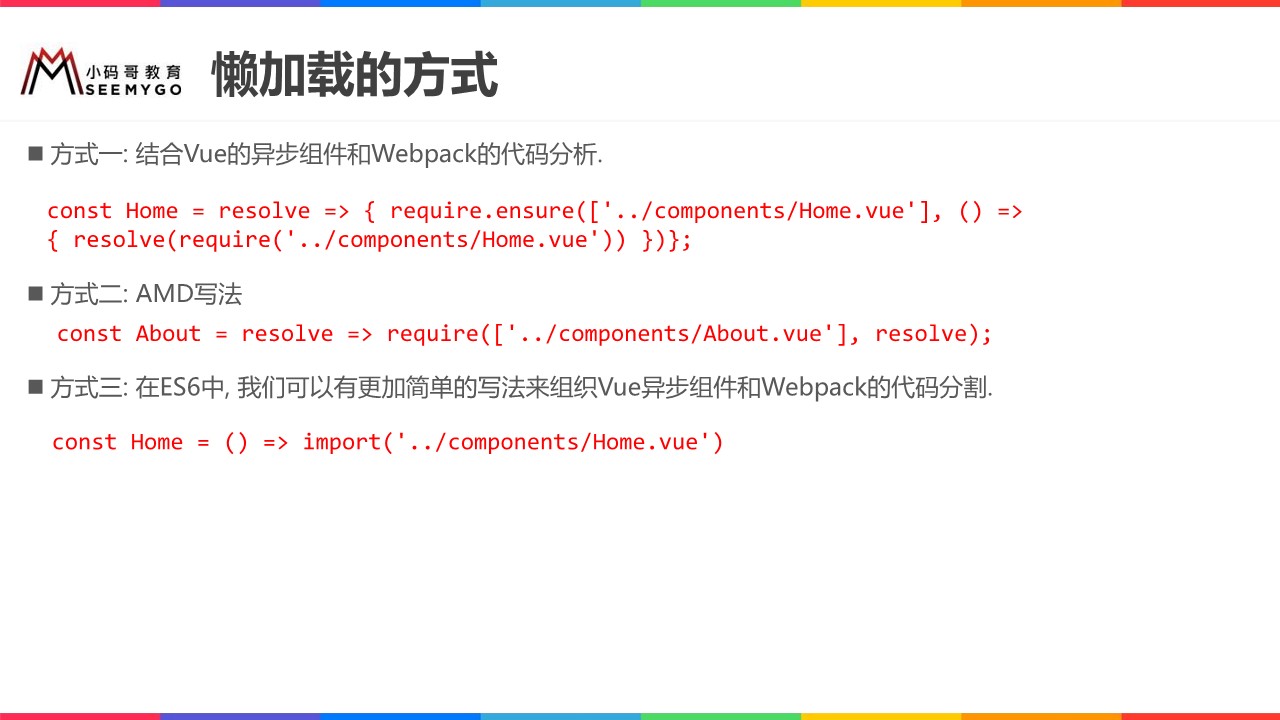 小码哥教育
SEEMYGO
懒加载的方式
方式一: 结合Vue的异步组件和Webpack的代码分析.
const Home = resolve => { require.ensure(['../components/Home.vue'], () =>
{ resolve(require('../components/Home.vue')) })};
方式二: AMD写法
const About = resolve => require(['../components/About.vue'], resolve);
方式三: 在ES6中, 我们可以有更加简单的写法来组织Vue异步组件和Webpack的代码分割.
const Home = () => import('../components/Home.vue')